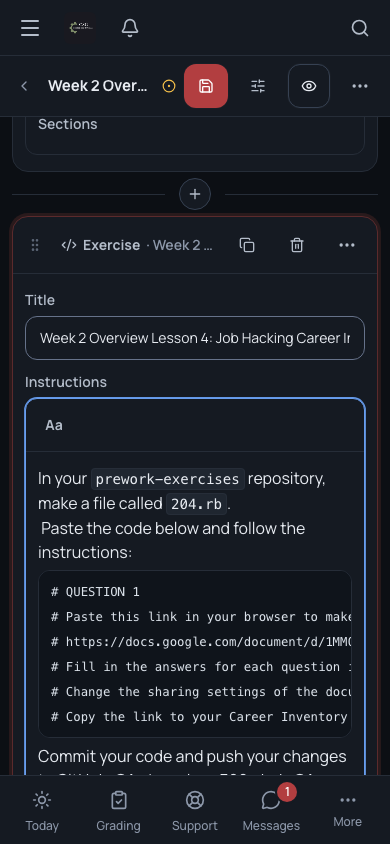 Week 2 Over...
Sections
Exercise · Week 2 ...
Title
Week 2 Overview Lesson 4: Job Hacking Career Ir
Instructions
Aa
In your prework-exercises repository,
make a file called 204.rb.
Paste the code below and follow the
instructions:
# QUESTION 1
# Paste this link in your browser to make
# https://docs.google.com/document/d/1MM
# Fill in the answers for each question
# Change the sharing settings of the docu
# Copy the link to your Career Inventory
Commit your code and push your changes
1
Today
Grading
Support
Messages
More